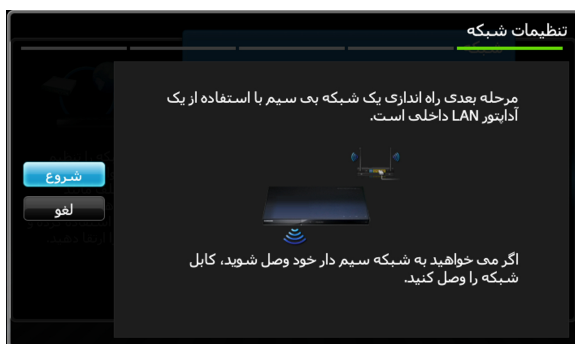 تنظیمات شبکه
مرحله بعدی راه اندازی یک شبکه بی سیم با استفاده از یک
آداپتور LAN داخلی است.
شروع
لغو
اگر می خواهید به شبکه سیم دار خود وصل شوید، کابل
شبکه را وصل کنید.